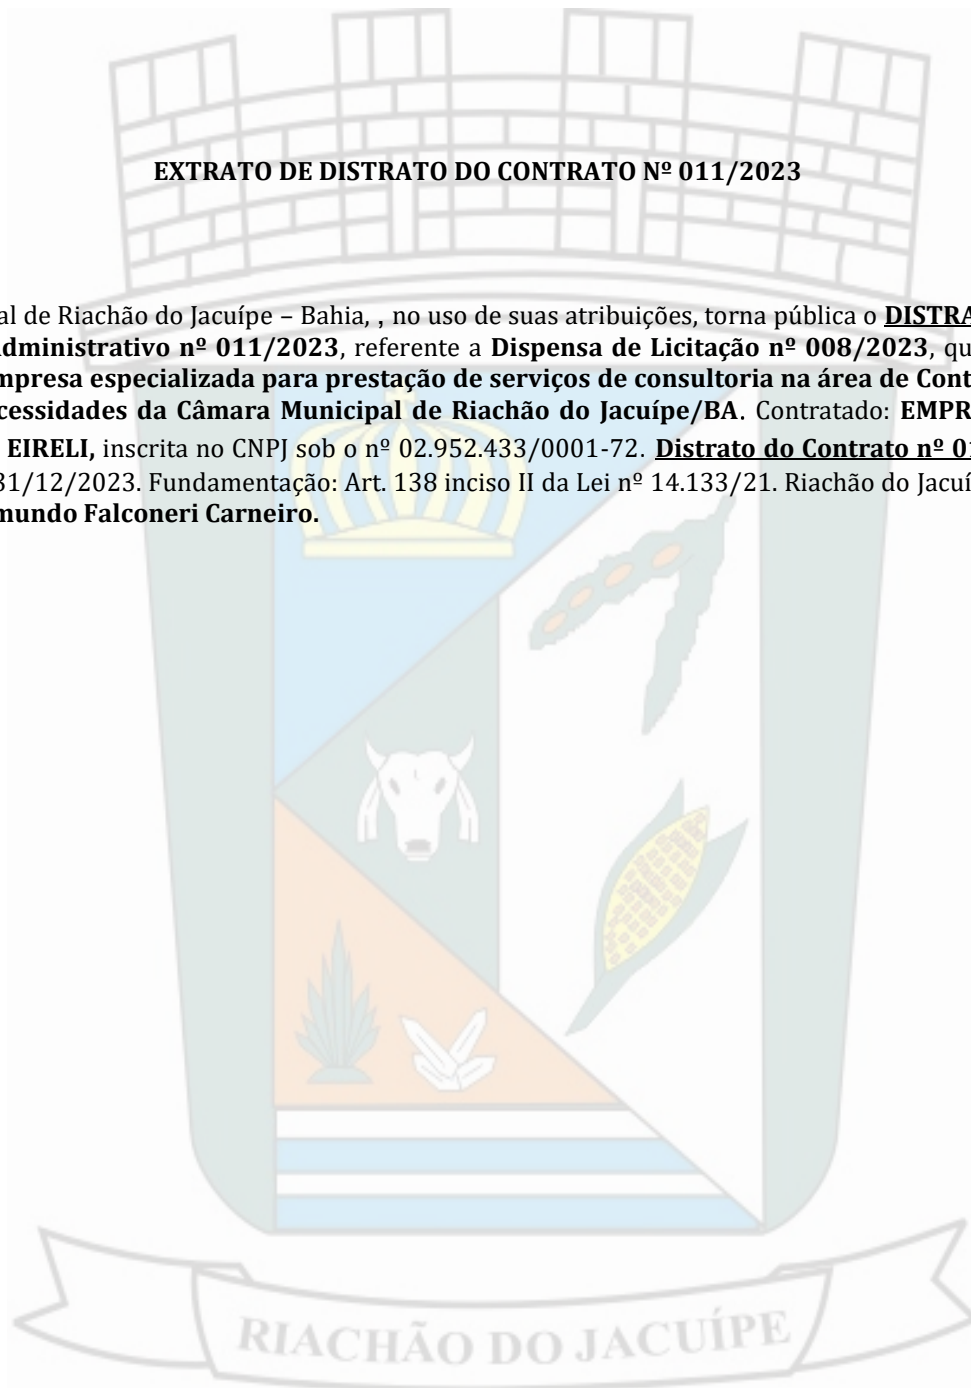 EXTRATO DE DISTRATO DO CONTRATO Nº 011/2023
al de Riachão do Jacuípe – Bahia, , no uso de suas atribuições, torna pública o DISTRA
dministrativo nº 011/2023, referente a Dispensa de Licitação nº 008/2023, qu
mpresa especializada para prestação de serviços de consultoria na área de Cont
cessidades da Câmara Municipal de Riachão do Jacuípe/BA. Contratado: EMPR
EIRELI, inscrita no CNPJ sob o nº 02.952.433/0001-72. Distrato do Contrato nº 01
31/12/2023. Fundamentação: Art. 138 inciso II da Lei nº 14.133/21. Riachão do Jacuí
mundo Falconeri Carneiro.
RIACHÃO DO JACUÍPE